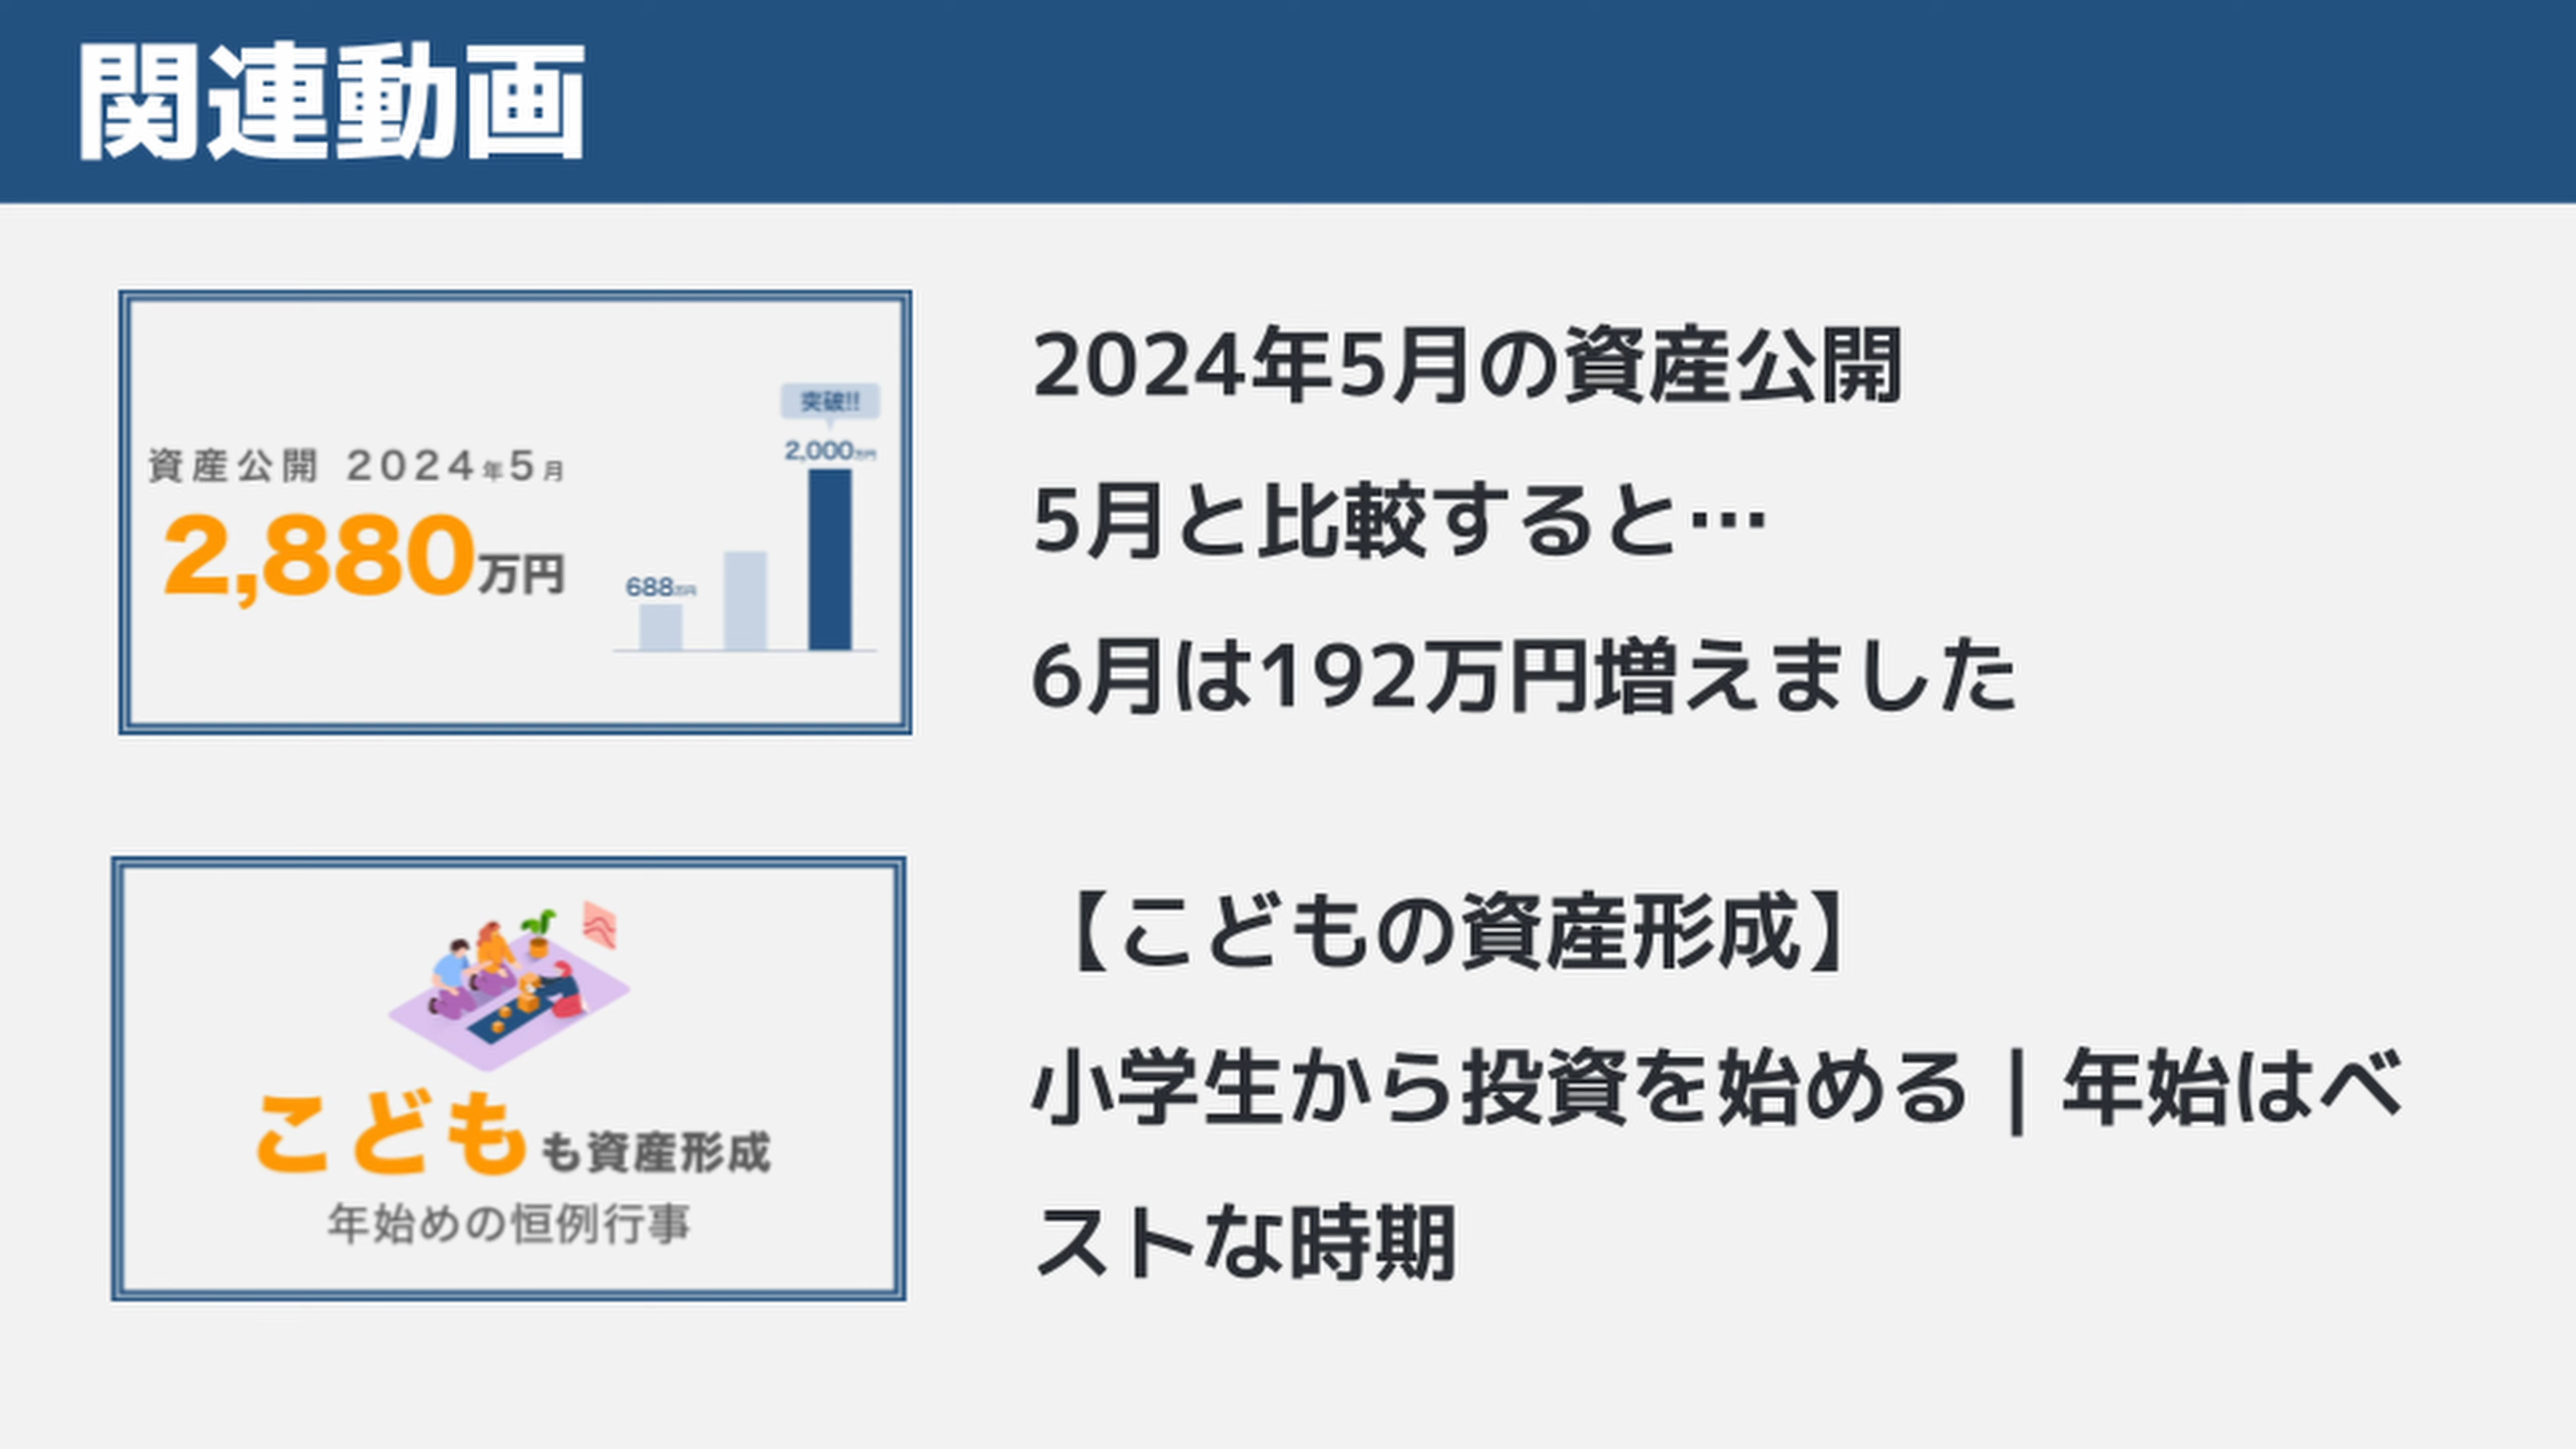 関連動画
資産公開 2024年5月
2,880万円
突破!!
2,000万円
688万円
2024年5月の資産公開
5月と比較すると…
6月は192万円増えました
こどもも資産形成
年始めの恒例行事
【こどもの資産形成】
小学生から投資を始める｜年始はベ
ストな時期